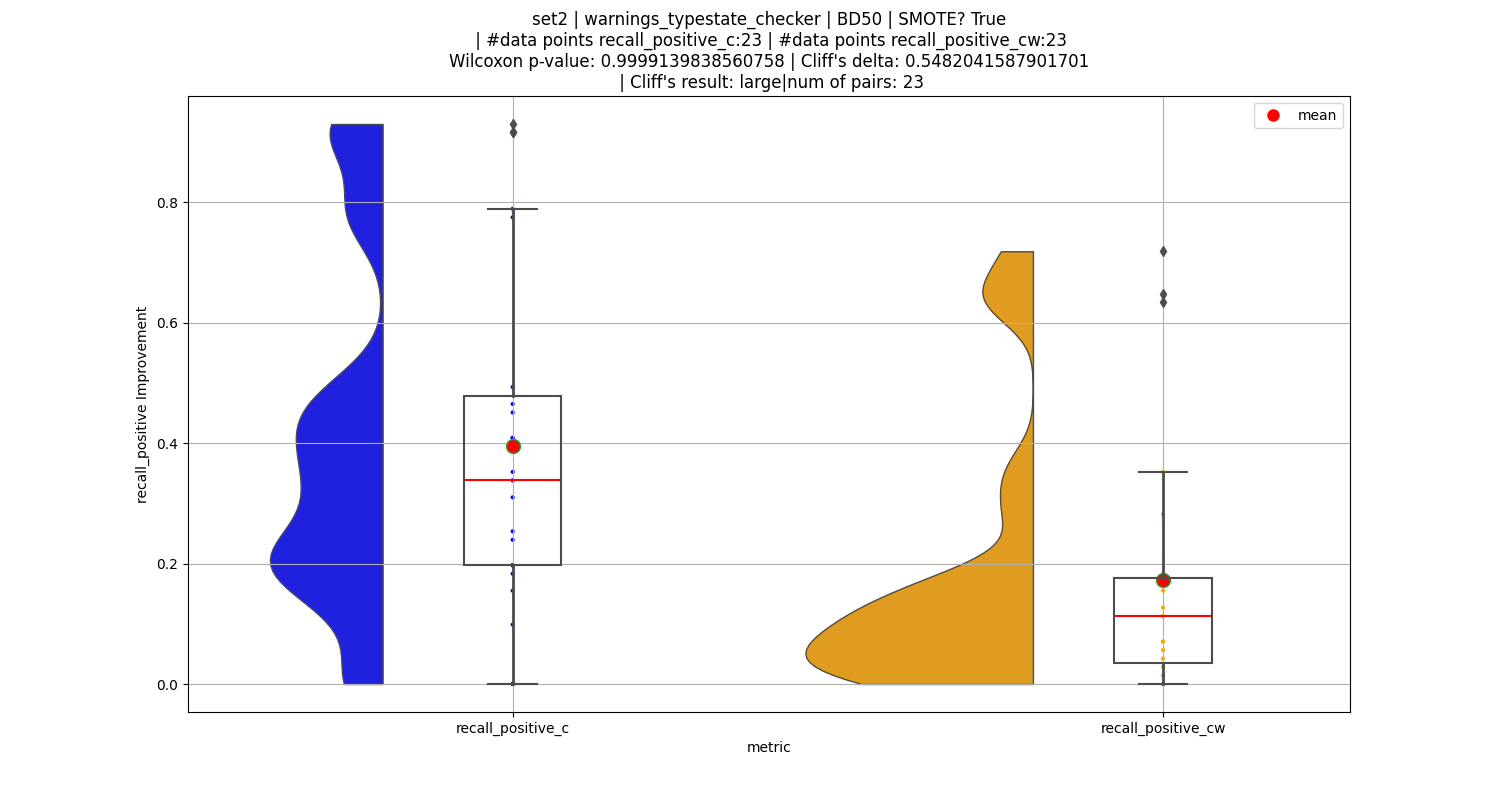 set2 | warnings_typestate_checker | BD50 | SMOTE? True
| #data points recall_positive_c:23 | #data points recall_positive_cw:23
Wilcoxon p-value: 0.9999139838560758 | Cliff's delta: 0.5482041587901701
| Cliff's result: large|num of pairs: 23
mean
recall_positive Improvement
0.8
0.6
0.4
0.2
0.0
recall_positive_c
recall_positive_cw
metric